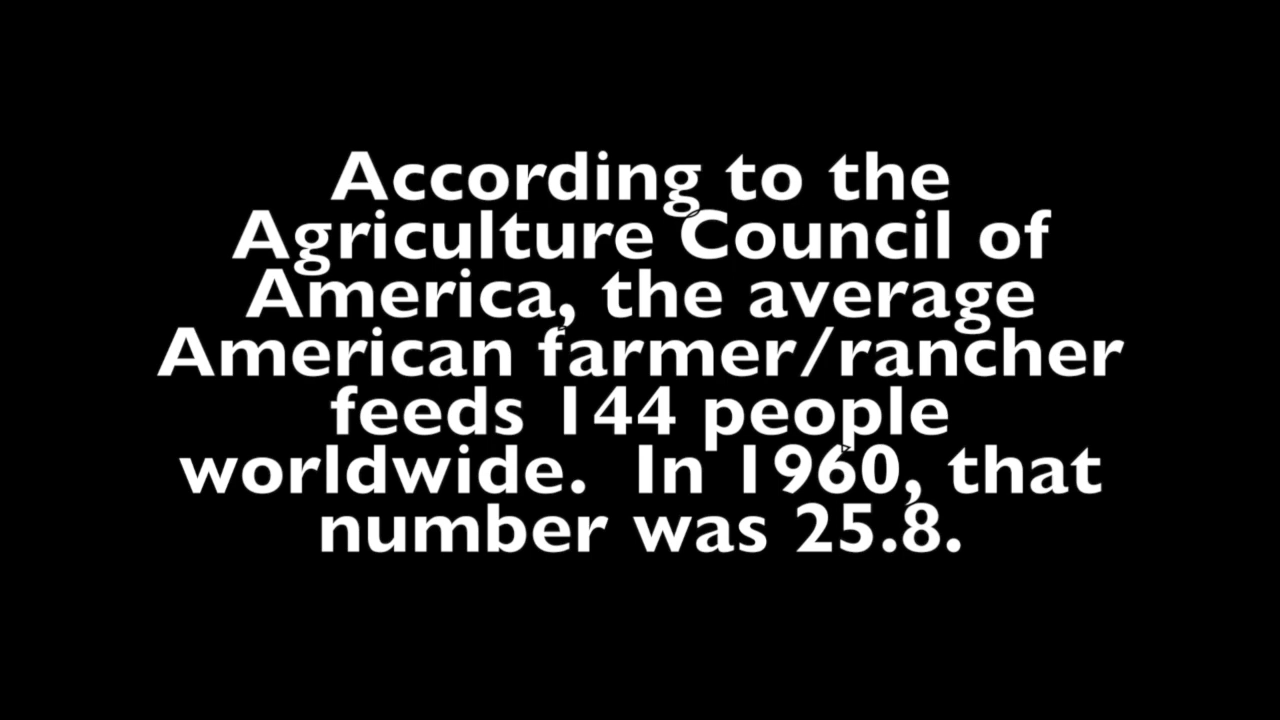 According to the
Agriculture Council of
America, the average
American farmer/rancher
feeds 144 people
worldwide.  In 1960, that
number was 25.8.